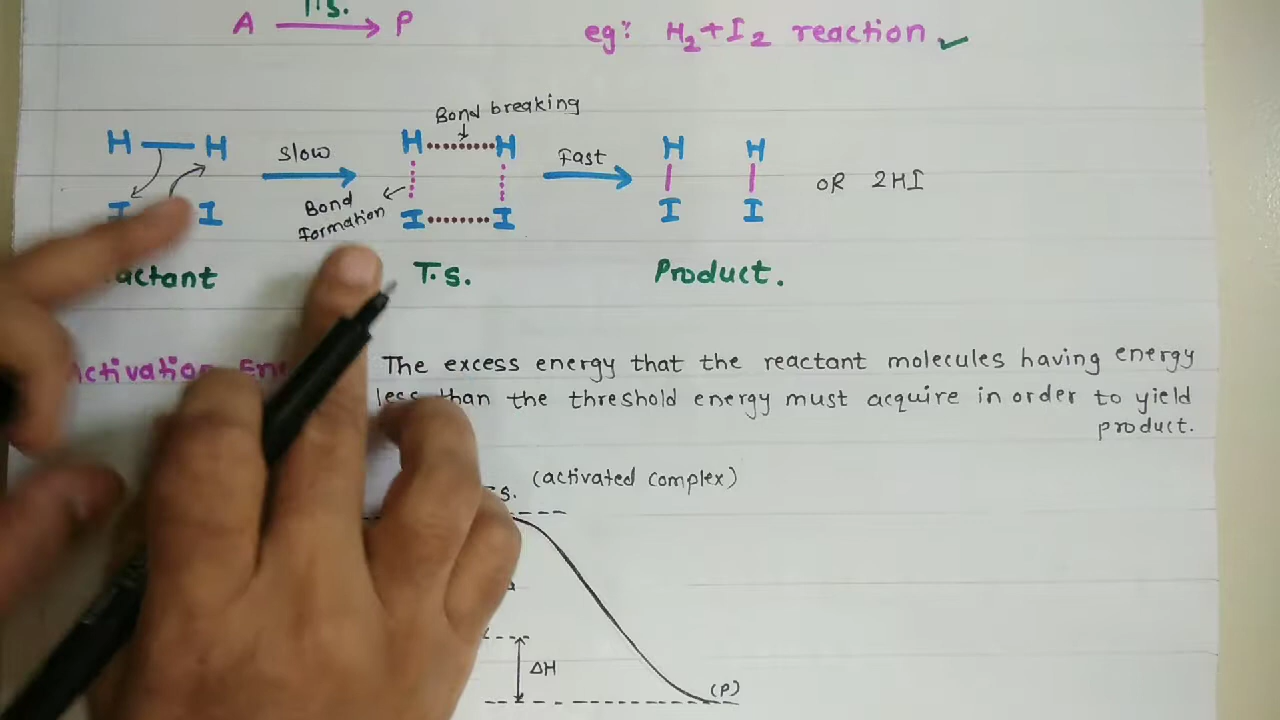 T.S.
A → P eg: H2+I2 reaction ✓
Bond breaking
H — H Slow H H Fast H H
OR 2HI
I I Bond formation I I I I
T.S. Product.
The excess energy that the reactant molecules having energy
less than the threshold energy must acquire in order to yield
product.
(activated complex)
T.S.
ΔH
(P)